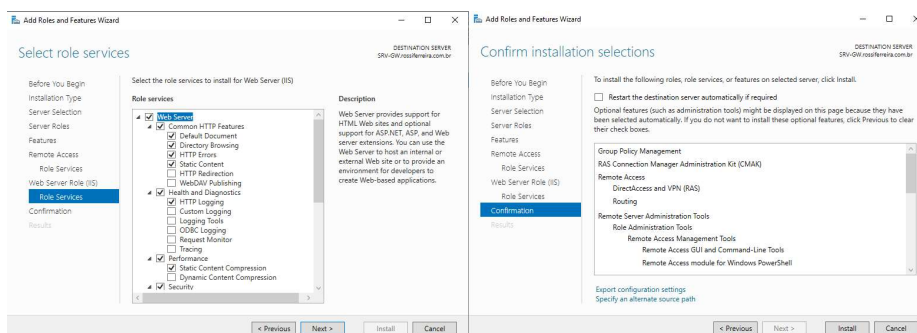 Add Roles and Features Wizard
Select role services
DESTINATION SERVER
SRV-GW.rossiferreira.com.br
Before You Begin
Installation Type
Server Selection
Server Roles
Features
Remote Access
Role Services
Web Server Role (IIS)
Role Services
Confirmation
Results
Select the role services to install for Web Server (IIS)
Role services
Web Server
Common HTTP Features
Default Document
Directory Browsing
HTTP Errors
Static Content
HTTP Redirection
WebDAV Publishing
Health and Diagnostics
HTTP Logging
Custom Logging
Logging Tools
ODBC Logging
Request Monitor
Tracing
Performance
Static Content Compression
Dynamic Content Compression
Security
Description
Web Server provides support for
HTML Web sites and optional
support for ASP.NET, ASP, and Web
server extensions. You can use the
Web Server to host an internal or
external Web site or to provide an
environment for developers to
create Web-based applications.
< Previous
Next >
Install
Cancel
Add Roles and Features Wizard
Confirm installation selections
DESTINATION SERVER
SRV-GW.rossiferreira.com.br
Before You Begin
Installation Type
Server Selection
Server Roles
Features
Remote Access
Role Services
Web Server Role (IIS)
Role Services
Confirmation
Results
To install the following roles, role services, or features on selected server, click Install.
Restart the destination server automatically if required
Optional features (such as administration tools) might be displayed on this page because they have
been selected automatically. If you do not want to install these optional features, click Previous to clear
their check boxes.
Group Policy Management
RAS Connection Manager Administration Kit (CMAK)
Remote Access
DirectAccess and VPN (RAS)
Routing
Remote Server Administration Tools
Role Administration Tools
Remote Access Management Tools
Remote Access GUI and Command-Line Tools
Remote Access module for Windows PowerShell
Export configuration settings
Specify an alternate source path
< Previous
Next >
Install
Cancel